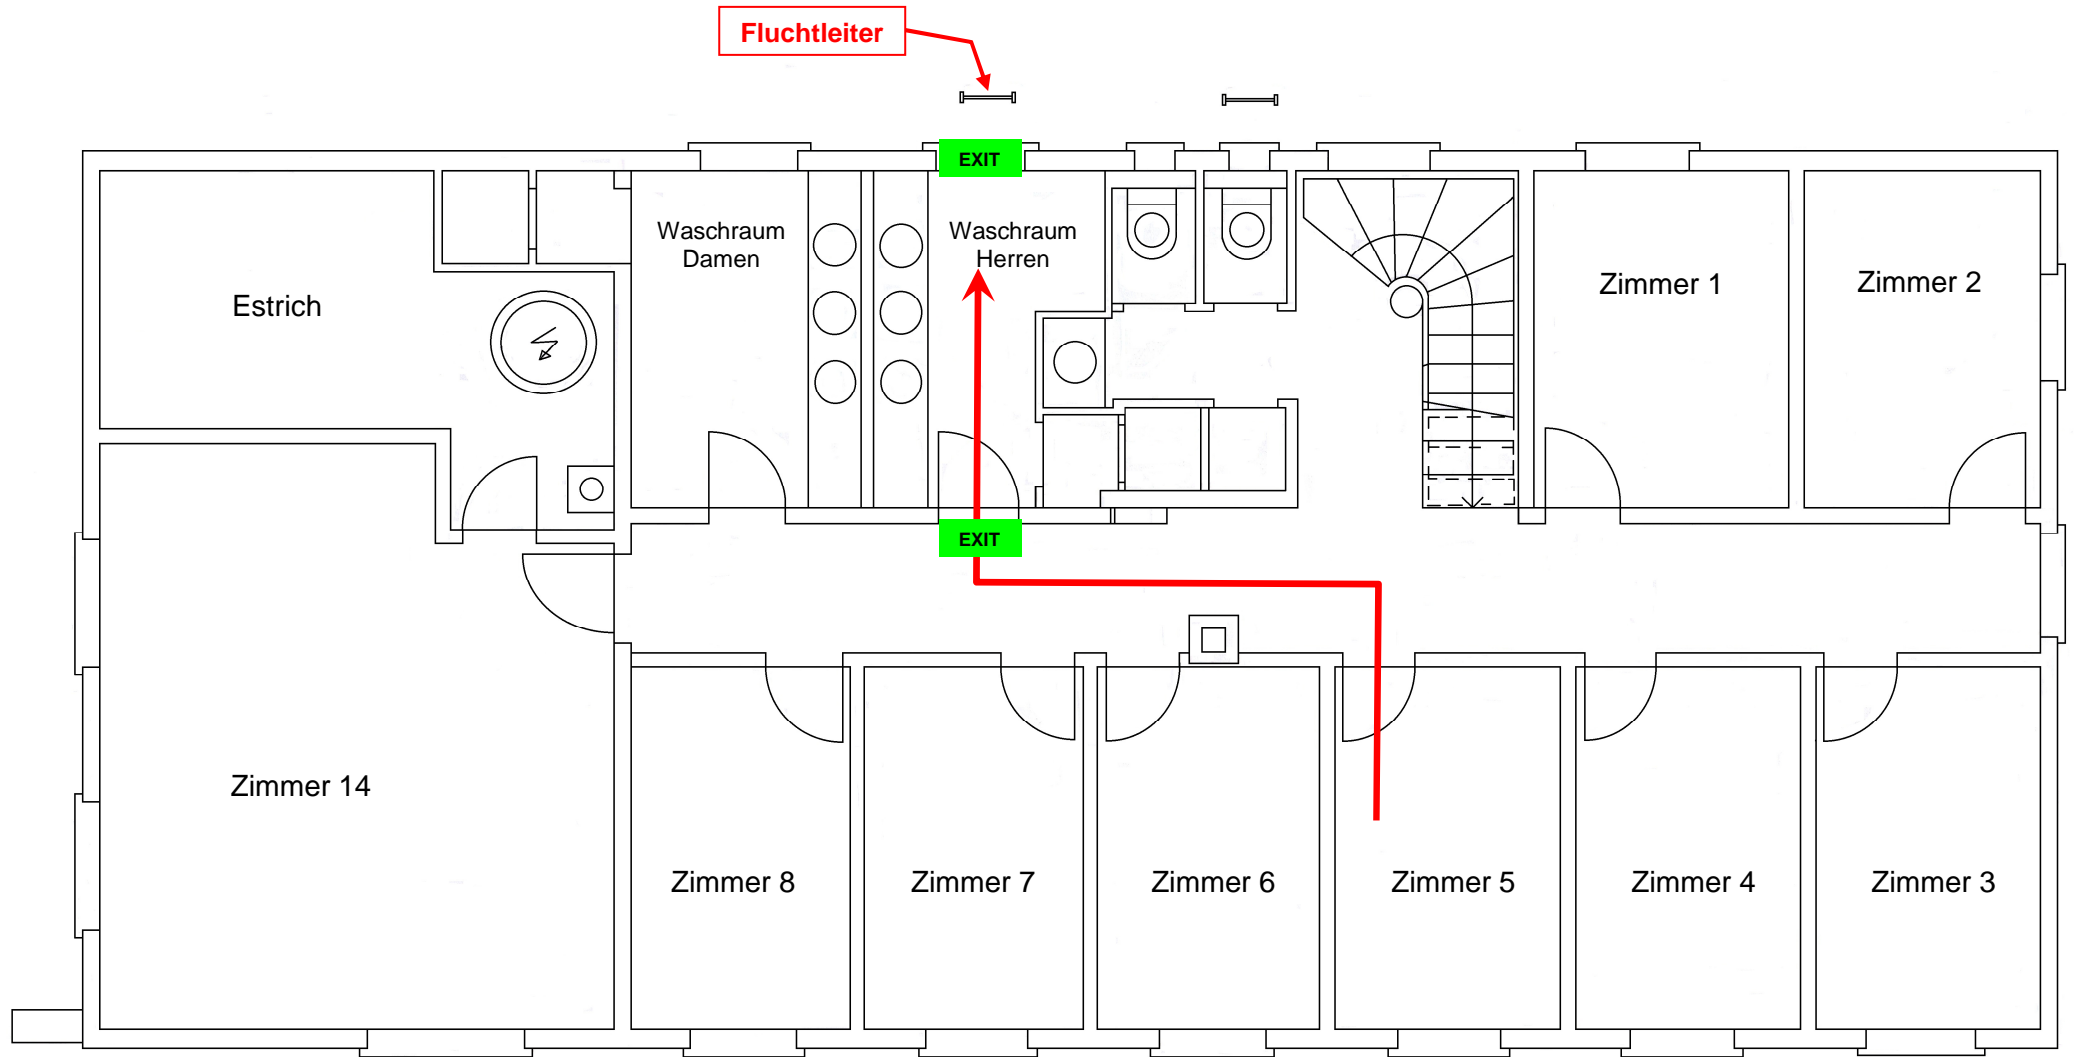 Fluchtleiter
EXIT
Waschraum
Damen
Waschraum
Herren
Estrich
Zimmer 1
Zimmer 2
EXIT
Zimmer 14
Zimmer 8
Zimmer 7
Zimmer 6
Zimmer 5
Zimmer 4
Zimmer 3